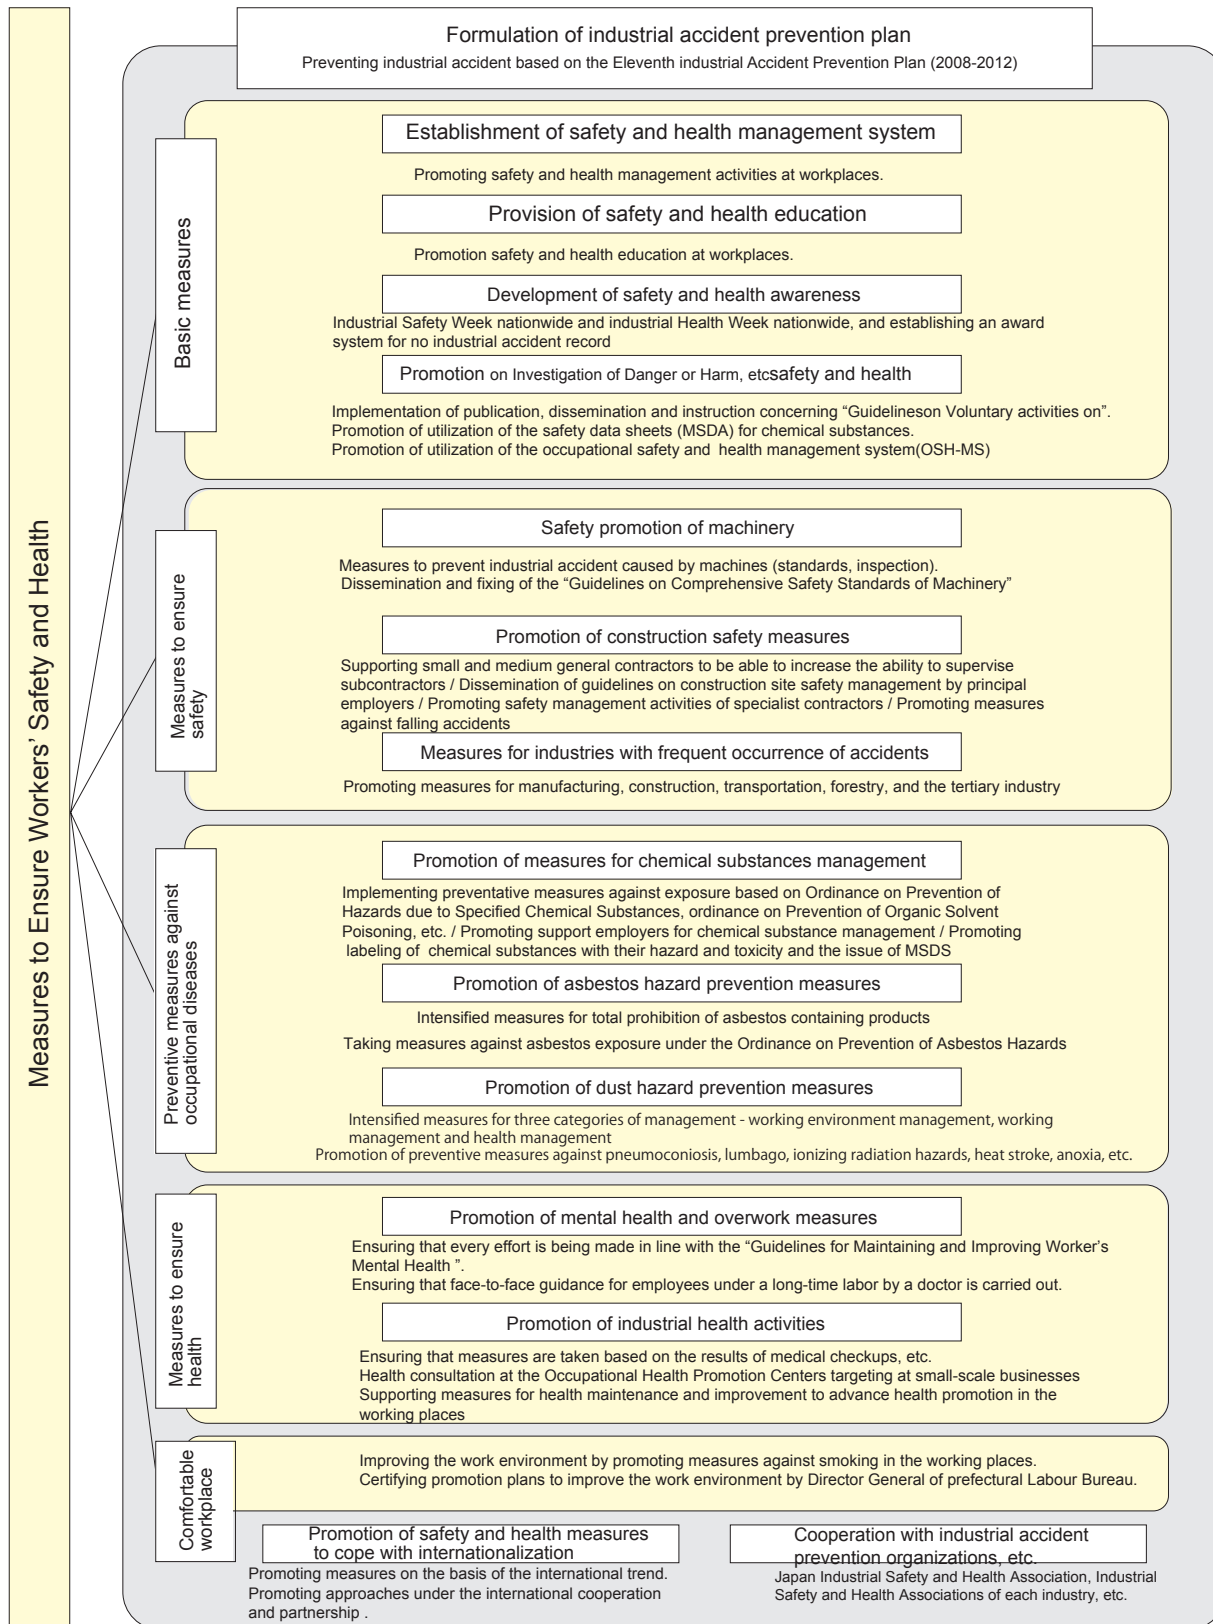 Measures to Ensure Workers’ Safety and Health
Formulation of industrial accident prevention plan
Preventing industrial accident based on the Eleventh industrial Accident Prevention Plan (2008-2012)
Basic measures
Establishment of safety and health management system
Promoting safety and health management activities at workplaces.
Provision of safety and health education
Promotion safety and health education at workplaces.
Development of safety and health awareness
Industrial Safety Week nationwide and industrial Health Week nationwide, and establishing an award
system for no industrial accident record
Promotion on Investigation of Danger or Harm, etcsafety and health
Implementation of publication, dissemination and instruction concerning “Guidelineson Voluntary activities on”.
Promotion of utilization of the safety data sheets (MSDA) for chemical substances.
Promotion of utilization of the occupational safety and health management system(OSH-MS)
Measures to ensure
safety
Safety promotion of machinery
Measures to prevent industrial accident caused by machines (standards, inspection).
Dissemination and fixing of the “Guidelines on Comprehensive Safety Standards of Machinery”
Promotion of construction safety measures
Supporting small and medium general contractors to be able to increase the ability to supervise
subcontractors / Dissemination of guidelines on construction site safety management by principal
employers / Promoting safety management activities of specialist contractors / Promoting measures
against falling accidents
Measures for industries with frequent occurrence of accidents
Promoting measures for manufacturing, construction, transportation, forestry, and the tertiary industry
Preventive measures against
occupational diseases
Promotion of measures for chemical substances management
Implementing preventative measures against exposure based on Ordinance on Prevention of
Hazards due to Specified Chemical Substances, ordinance on Prevention of Organic Solvent
Poisoning, etc. / Promoting support employers for chemical substance management / Promoting
labeling of chemical substances with their hazard and toxicity and the issue of MSDS
Promotion of asbestos hazard prevention measures
Intensified measures for total prohibition of asbestos containing products
Taking measures against asbestos exposure under the Ordinance on Prevention of Asbestos Hazards
Promotion of dust hazard prevention measures
Intensified measures for three categories of management - working environment management, working
management and health management
Promotion of preventive measures against pneumoconiosis, lumbago, ionizing radiation hazards, heat stroke, anoxia, etc.
Measures to ensure
health
Promotion of mental health and overwork measures
Ensuring that every effort is being made in line with the “Guidelines for Maintaining and Improving Worker’s
Mental Health ”.
Ensuring that face-to-face guidance for employees under a long-time labor by a doctor is carried out.
Promotion of industrial health activities
Ensuring that measures are taken based on the results of medical checkups, etc.
Health consultation at the Occupational Health Promotion Centers targeting at small-scale businesses
Supporting measures for health maintenance and improvement to advance health promotion in the
working places
Comfortable
workplace
Improving the work environment by promoting measures against smoking in the working places.
Certifying promotion plans to improve the work environment by Director General of prefectural Labour Bureau.
Promotion of safety and health measures
to cope with internationalization
Promoting measures on the basis of the international trend.
Promoting approaches under the international cooperation
and partnership .
Cooperation with industrial accident
prevention organizations, etc.
Japan Industrial Safety and Health Association, Industrial
Safety and Health Associations of each industry, etc.